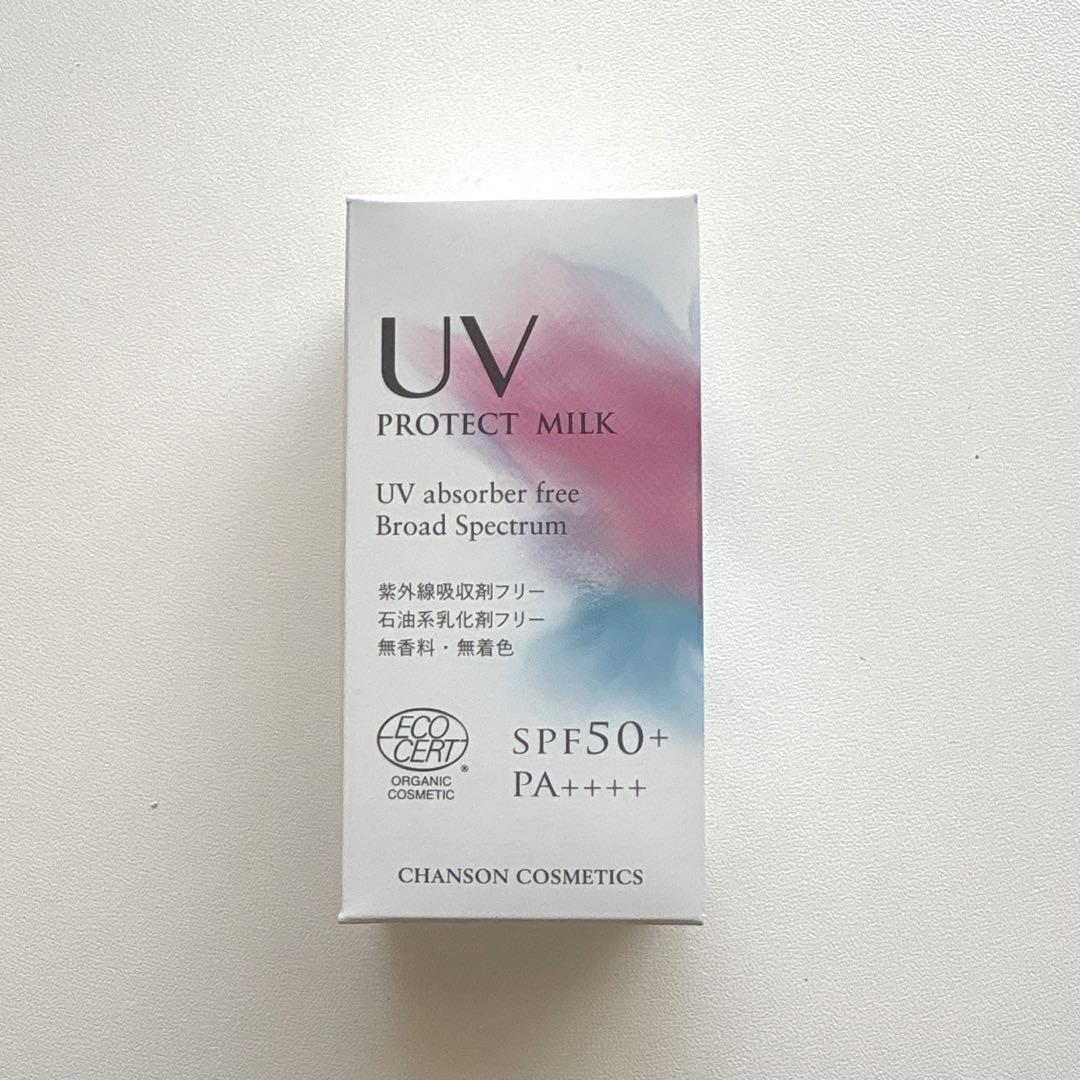 UV
PROTECT MILK
UV absorber free
Broad Spectrum
紫外線吸収剤フリー
石油系乳化剤フリー
無香料・無着色
ECO
CERT
®
ORGANIC
COSMETIC
SPF50+
PA++++
CHANSON COSMETICS